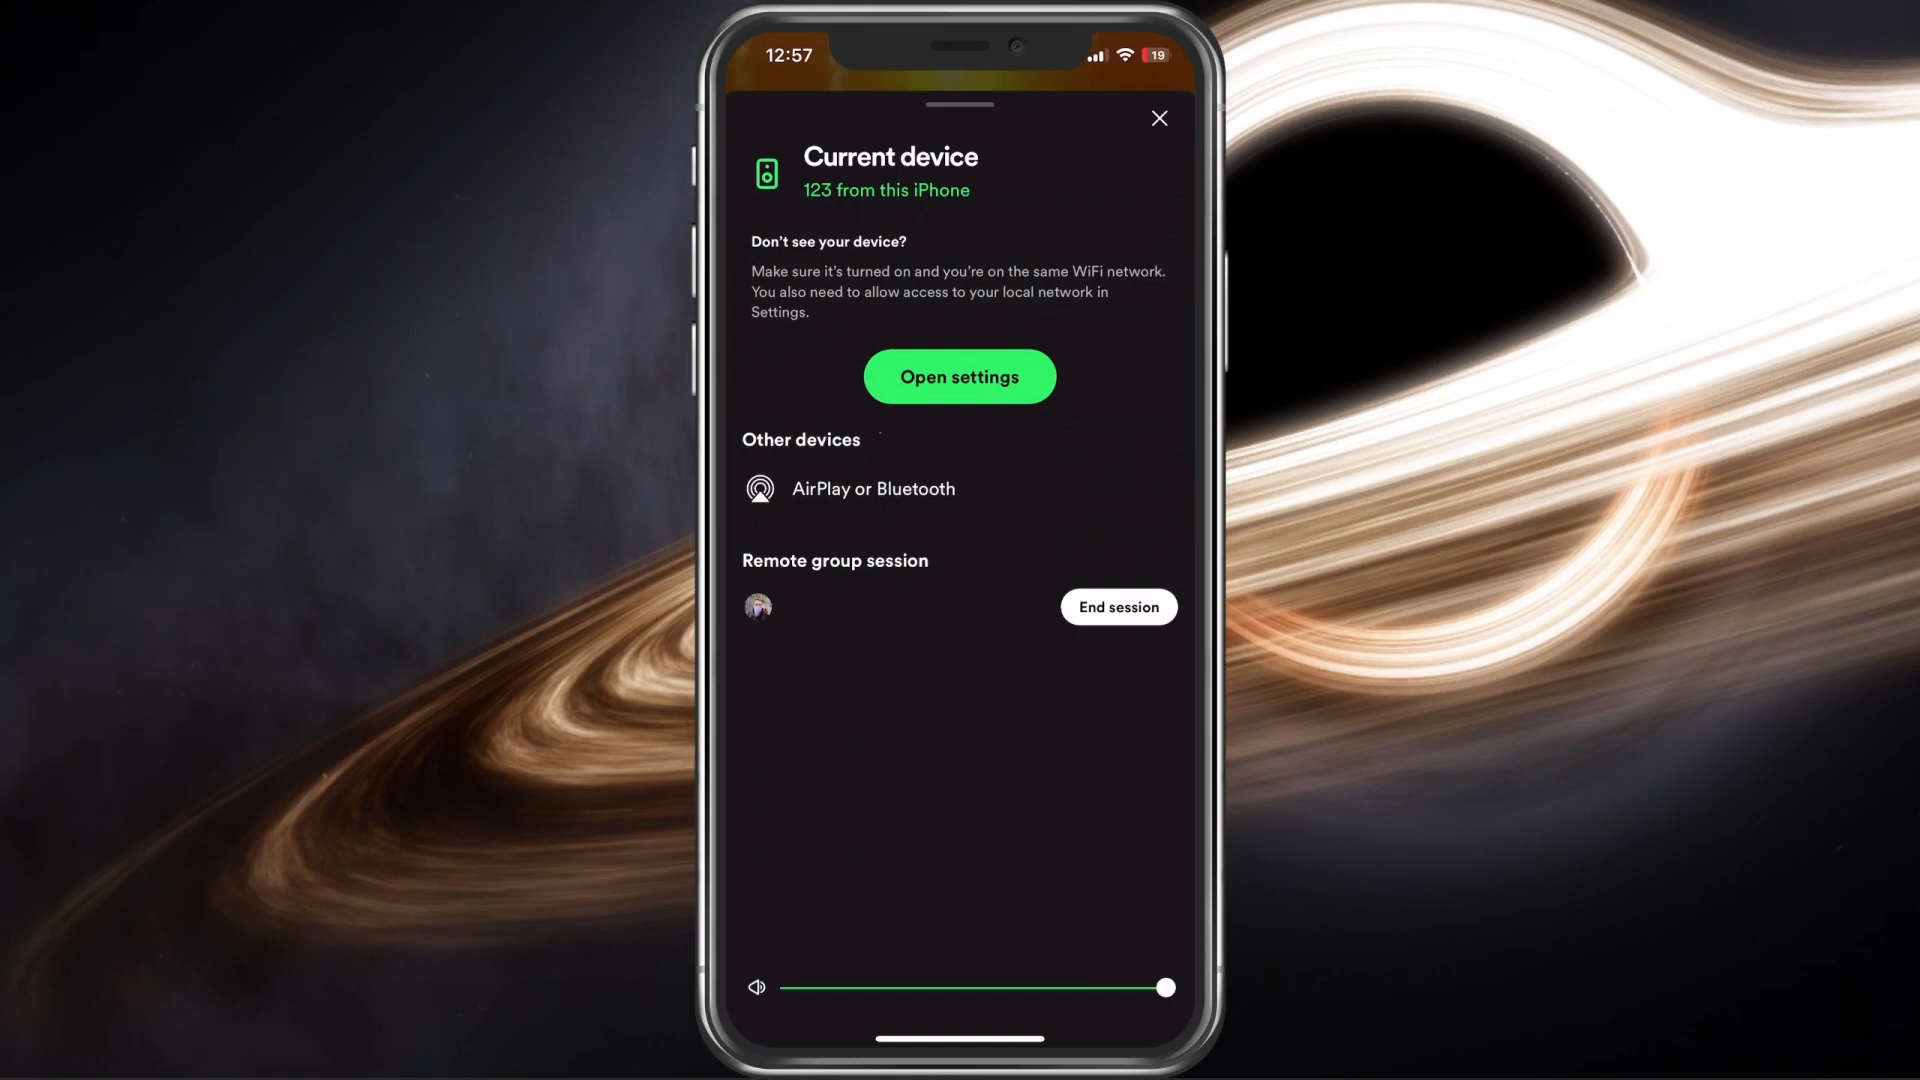 12:57
19
Current device
123 from this iPhone
Don't see your device?
Make sure it's turned on and you're on the same WiFi network.
You also need to allow access to your local network in
Settings.
Open settings
Other devices
AirPlay or Bluetooth
Remote group session
End session